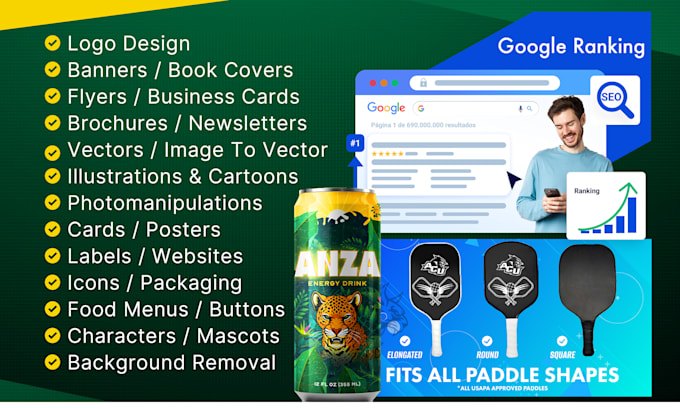 Logo Design
Banners / Book Covers
Flyers / Business Cards
Brochures / Newsletters
Vectors / Image To Vector
Illustrations & Cartoons
Photomanipulations
Cards / Posters
Labels / Websites
Icons / Packaging
Food Menus / Buttons
Characters / Mascots
Background Removal
Google Ranking
SEO
Google
G
Página 1 de 690,000,000 resultados
#1
Ranking
ANZA
ENERGY DRINK
12 FL OZ (355 mL)
ACU
ACU
ELONGATED
ROUND
SQUARE
FITS ALL PADDLE SHAPES
*ALL USAPA APPROVED PADDLES